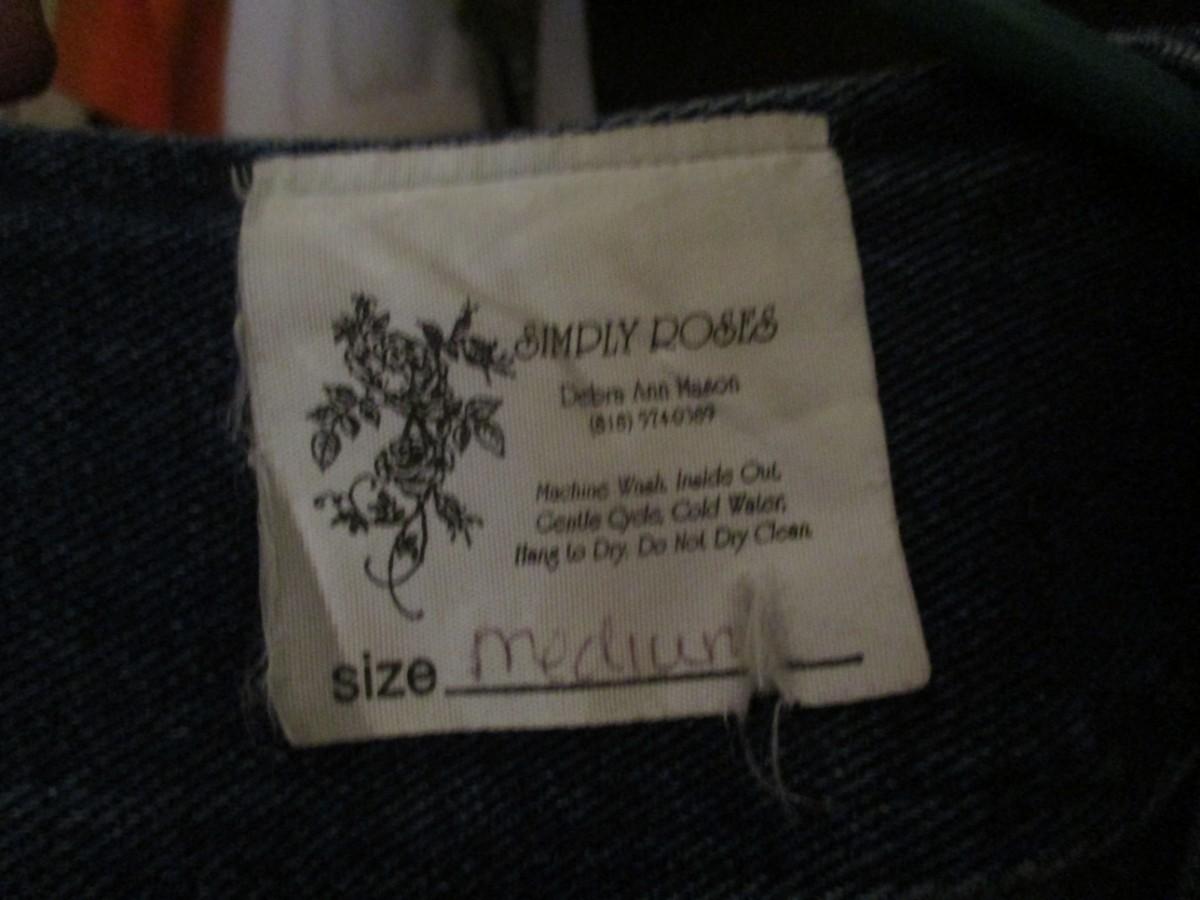 SIMPLY ROSES
Debra Ann Mason
Machine Wash Inside Out,
Gentle Cycle, Cold Water,
Hang to Dry. Do Not Dry Clean.
size medium